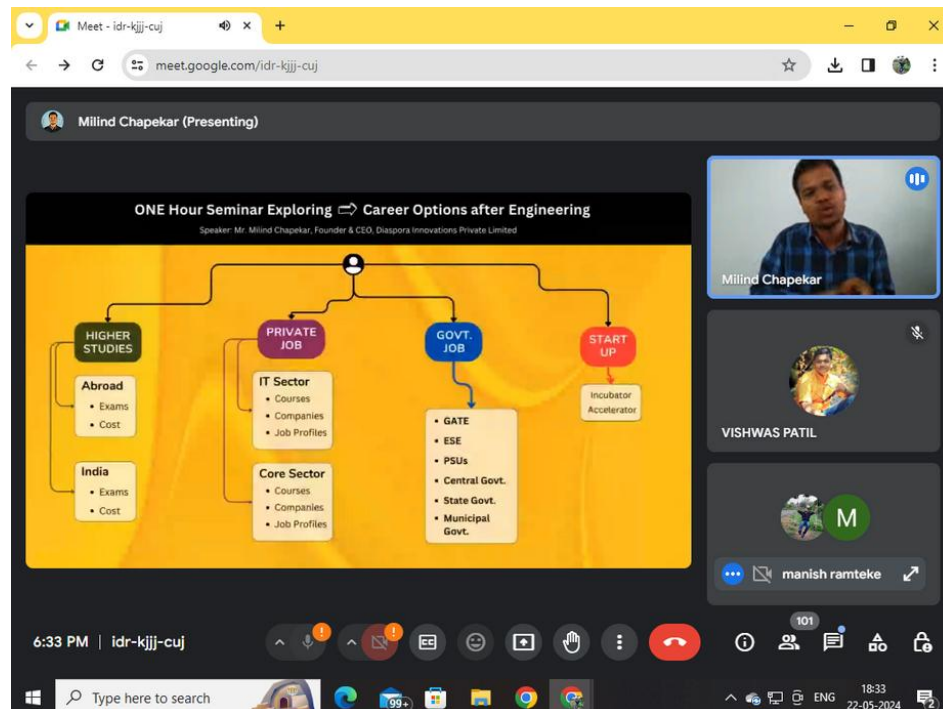 Meet - idr-kjjj-cuj
meet.google.com/idr-kjjj-cuj
Milind Chapekar (Presenting)
ONE Hour Seminar Exploring ⇨ Career Options after Engineering
Speaker: Mr. Milind Chapekar, Founder & CEO, Diaspora Innovations Private Limited
HIGHER
STUDIES
Abroad
• Exams
• Cost
India
• Exams
• Cost
PRIVATE
JOB
IT Sector
• Courses
• Companies
• Job Profiles
Core Sector
• Courses
• Companies
• Job Profiles
GOVT.
JOB
• GATE
• ESE
• PSUs
• Central Govt.
• State Govt.
• Municipal
Govt.
START
UP
Incubator
Accelerator
Milind Chapekar
VISHWAS PATIL
M
manish ramteke
6:33 PM | idr-kjjj-cuj
CC
101
Type here to search
99+
ENG
18:33
22-05-2024
2